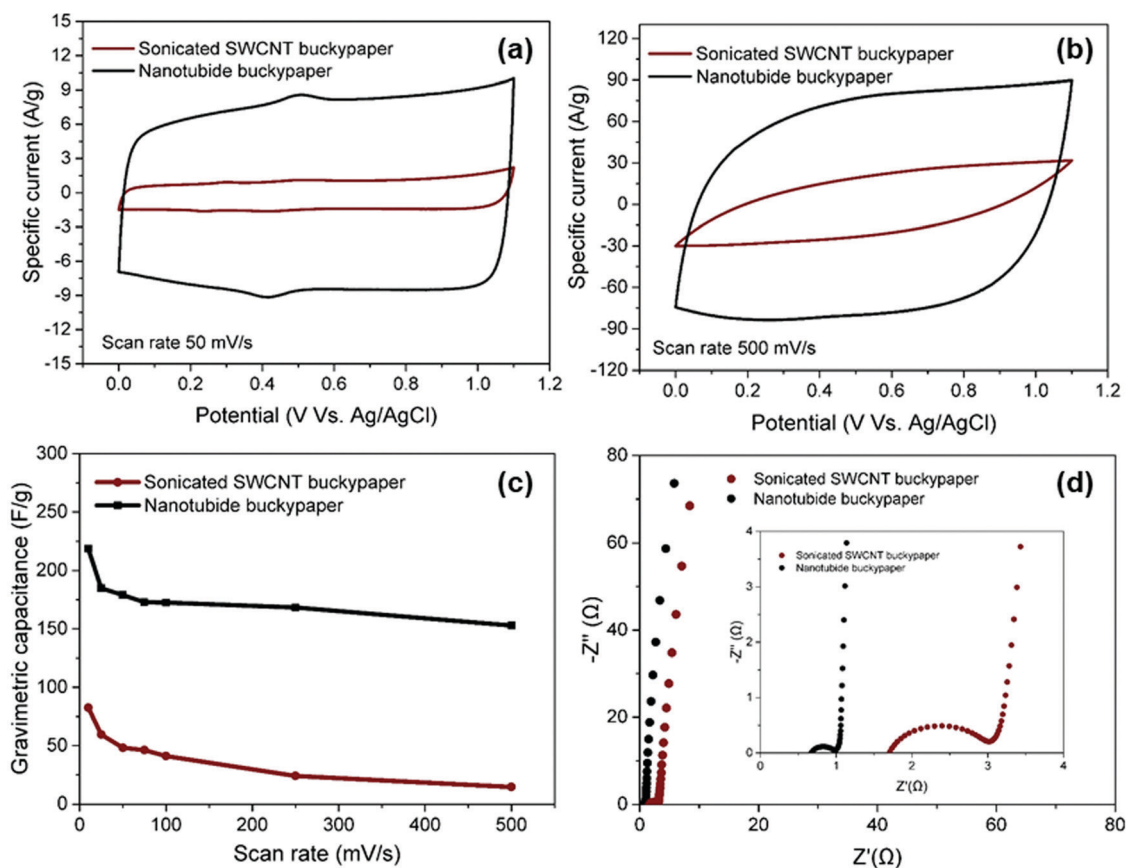 (a)
Sonicated SWCNT buckypaper
Nanotubide buckypaper
Specific current (A/g)
15
12
9
6
3
0
-3
-6
-9
-12
-15
Scan rate 50 mV/s
0.0 0.2 0.4 0.6 0.8 1.0 1.2
Potential (V Vs. Ag/AgCl)
(b)
Sonicated SWCNT buckypaper
Nanotubide buckypaper
Specific current (A/g)
120
90
60
30
0
-30
-60
-90
-120
Scan rate 500 mV/s
0.0 0.2 0.4 0.6 0.8 1.0 1.2
Potential (V Vs. Ag/AgCl)
(c)
Sonicated SWCNT buckypaper
Nanotubide buckypaper
Gravimetric capacitance (F/g)
300
250
200
150
100
50
0
0 100 200 300 400 500
Scan rate (mV/s)
(d)
Sonicated SWCNT buckypaper
Nanotubide buckypaper
-Z'' (Ω)
80
60
40
20
0
0 20 40 60 80
Z'(Ω)
Sonicated SWCNT buckypaper
Nanotubide buckypaper
-Z'' (Ω)
4
3
2
1
0
0 1 2 3 4
Z'(Ω)